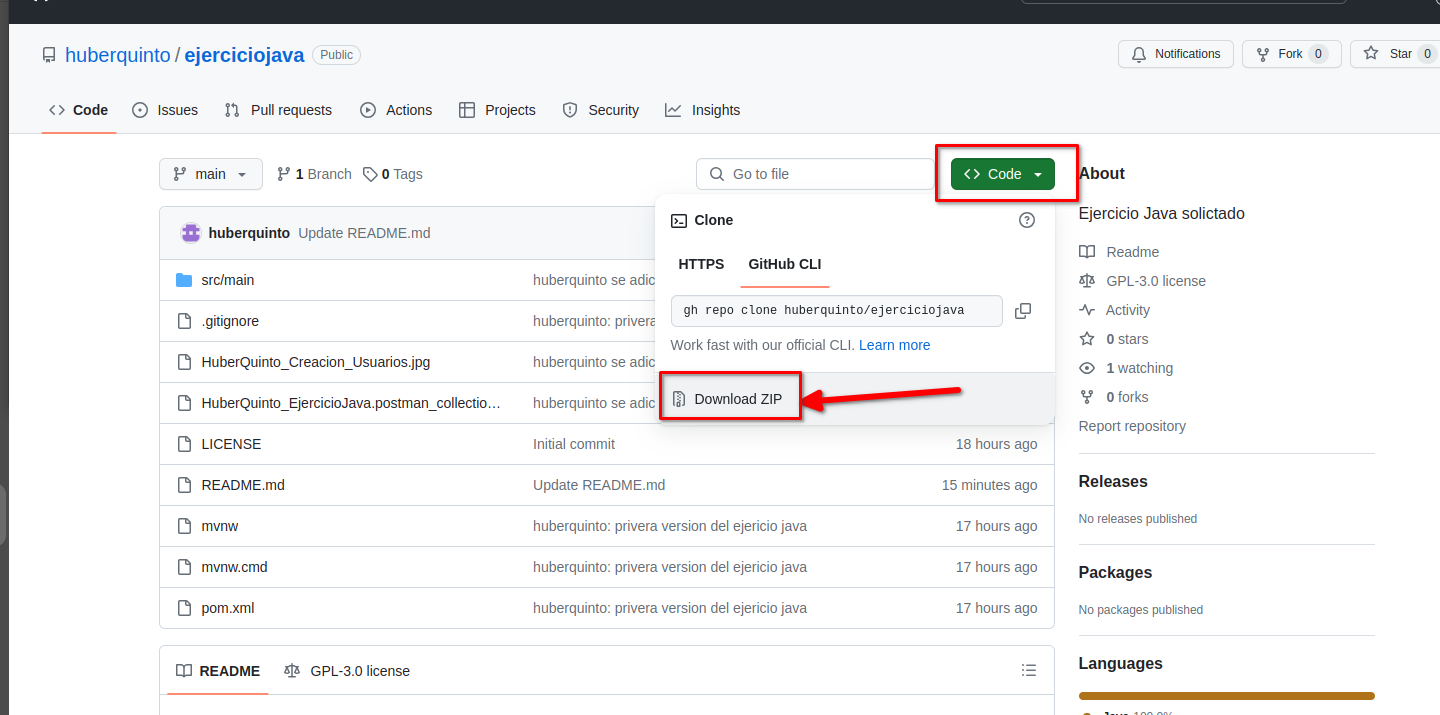 huberquinto / ejerciciojava Public
Notifications Fork 0 Star 0
Code Issues Pull requests Actions Projects Security Insights
main 1 Branch 0 Tags Go to file Code
Clone
HTTPS GitHub CLI
gh repo clone huberquinto/ejerciciojava
Work fast with our official CLI. Learn more
Download ZIP
huberquinto Update README.md
src/main huberquinto se adic
.gitignore huberquinto: privera
HuberQuinto_Creacion_Usuarios.jpg huberquinto se adic
HuberQuinto_EjercicioJava.postman_collectio… huberquinto se adic
LICENSE Initial commit 18 hours ago
README.md Update README.md 15 minutes ago
mvnw huberquinto: privera version del ejericio java 17 hours ago
mvnw.cmd huberquinto: privera version del ejericio java 17 hours ago
pom.xml huberquinto: privera version del ejericio java 17 hours ago
README GPL-3.0 license
About
Ejercicio Java solictado
Readme
GPL-3.0 license
Activity
0 stars
1 watching
0 forks
Report repository
Releases
No releases published
Packages
No packages published
Languages
Java 100.0%